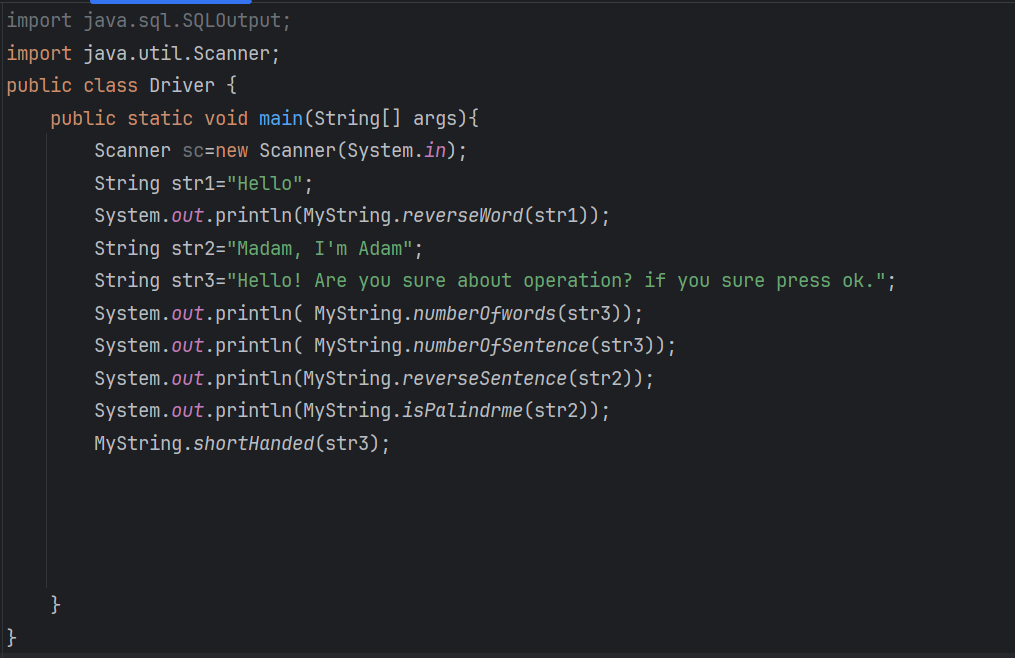 import java.sql.SQLOutput;
import java.util.Scanner;
public class Driver {
    public static void main(String[] args){
        Scanner sc=new Scanner(System.in);
        String str1="Hello";
        System.out.println(MyString.reverseWord(str1));
        String str2="Madam, I'm Adam";
        String str3="Hello! Are you sure about operation? if you sure press ok.";
        System.out.println( MyString.numberOfwords(str3));
        System.out.println( MyString.numberOfSentence(str3));
        System.out.println(MyString.reverseSentence(str2));
        System.out.println(MyString.isPalindrme(str2));
        MyString.shortHanded(str3);
    }
}